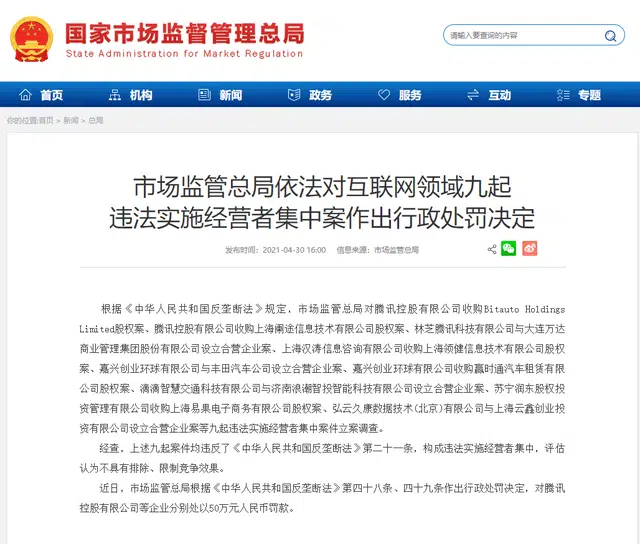 国家市场监督管理总局
State Administration for Market Regulation
请输入要查询的内容
首页 机构 新闻 政务 服务 互动 专题
你的位置:首页 > 新闻 > 总局
市场监管总局依法对互联网领域九起
违法实施经营者集中案作出行政处罚决定
发布时间：2021-04-30 16:00 信息来源：市场监管总局
根据《中华人民共和国反垄断法》规定，市场监管总局对腾讯控股有限公司收购Bitauto Holdings
Limited股权案、腾讯控股有限公司收购上海阑途信息技术有限公司股权案、林芝腾讯科技有限公司与大连万达
商业管理集团股份有限公司设立合营企业案、上海汉涛信息咨询有限公司收购上海领健信息技术有限公司股权
案、嘉兴创业环球有限公司与丰田汽车公司设立合营企业案、嘉兴创业环球有限公司收购赢时通汽车租赁有限
公司股权案、滴滴智慧交通科技有限公司与济南浪潮智投智能科技有限公司设立合营企业案、苏宁润东股权投
资管理有限公司收购上海易果电子商务有限公司股权案、弘云久康数据技术(北京)有限公司与上海云鑫创业投
资有限公司设立合营企业案等九起违法实施经营者集中案件立案调查。
经查，上述九起案件均违反了《中华人民共和国反垄断法》第二十一条，构成违法实施经营者集中，评估
认为不具有排除、限制竞争效果。
近日，市场监管总局根据《中华人民共和国反垄断法》第四十八条、四十九条作出行政处罚决定，对腾讯
控股有限公司等企业分别处以50万元人民币罚款。